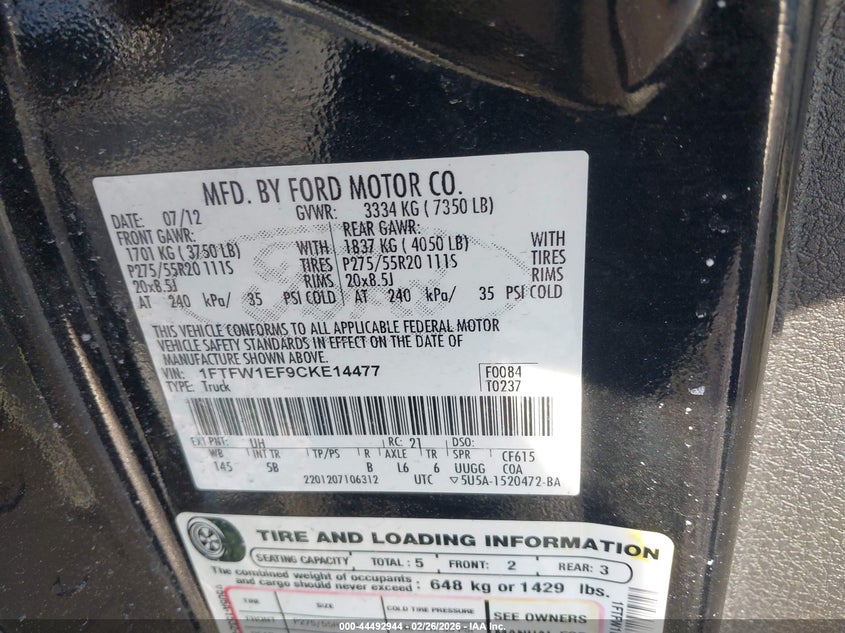 MFD. BY FORD MOTOR CO.
DATE: 07/12 GVWR: 3334 KG ( 7350 LB)
FRONT GAWR: REAR GAWR:
1701 KG ( 3750 LB) WITH 1837 KG ( 4050 LB) WITH
P275/55R20 111S TIRES P275/55R20 111S TIRES
20x8.5J RIMS 20x8.5J RIMS
AT 240 kPa/ 35 PSI COLD AT 240 kPa/ 35 PSI COLD
THIS VEHICLE CONFORMS TO ALL APPLICABLE FEDERAL MOTOR
VEHICLE SAFETY STANDARDS IN EFFECT ON THE DATE OF
MANUFACTURE SHOWN ABOVE.
VIN: 1FTFW1EF9CKE14477 F0084
TYPE: Truck T0237
EXT PNT: UH RC: 21 DSO:
WB INT TR TP/PS R AXLE TR SPR CF615
145 5B B L6 6 UUGG COA
2201207106312 UTC 5U5A-1520472-BA
TIRE AND LOADING INFORMATION
SEATING CAPACITY TOTAL: 5 FRONT: 2 REAR: 3
The combined weight of occupants
and cargo should never exceed: 648 kg or 1429 lbs.
TIRE SIZE COLD TIRE PRESSURE SEE OWNERS
FRONT
MANUAL FOR
000-44492944 - 02/26/2026 - IAA Inc.